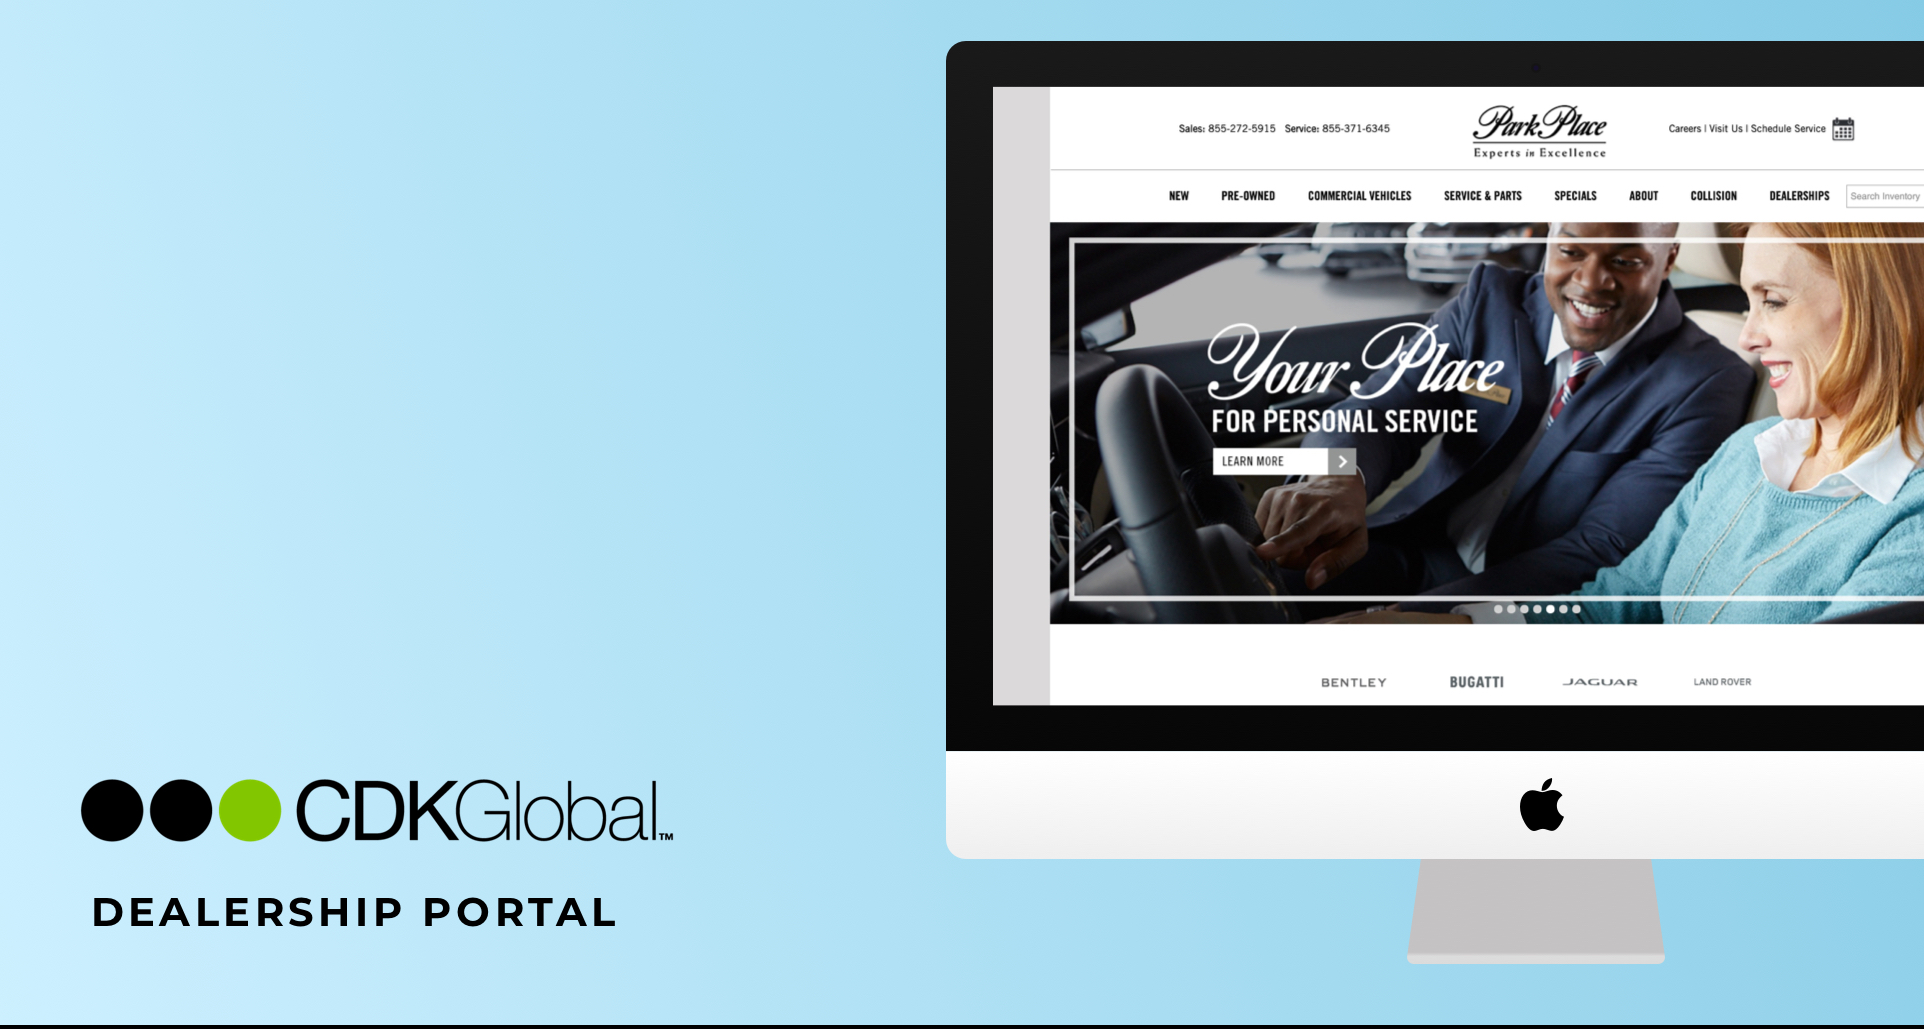 Sales: 855-272-5915 Service: 855-371-6345
Park Place
Experts in Excellence
Careers | Visit Us | Schedule Service
NEW PRE-OWNED COMMERCIAL VEHICLES SERVICE & PARTS SPECIALS ABOUT COLLISION DEALERSHIPS Search Inventory
Your Place
FOR PERSONAL SERVICE
LEARN MORE
BENTLEY BUGATTI JAGUAR LAND ROVER
CDKGlobal™
DEALERSHIP PORTAL